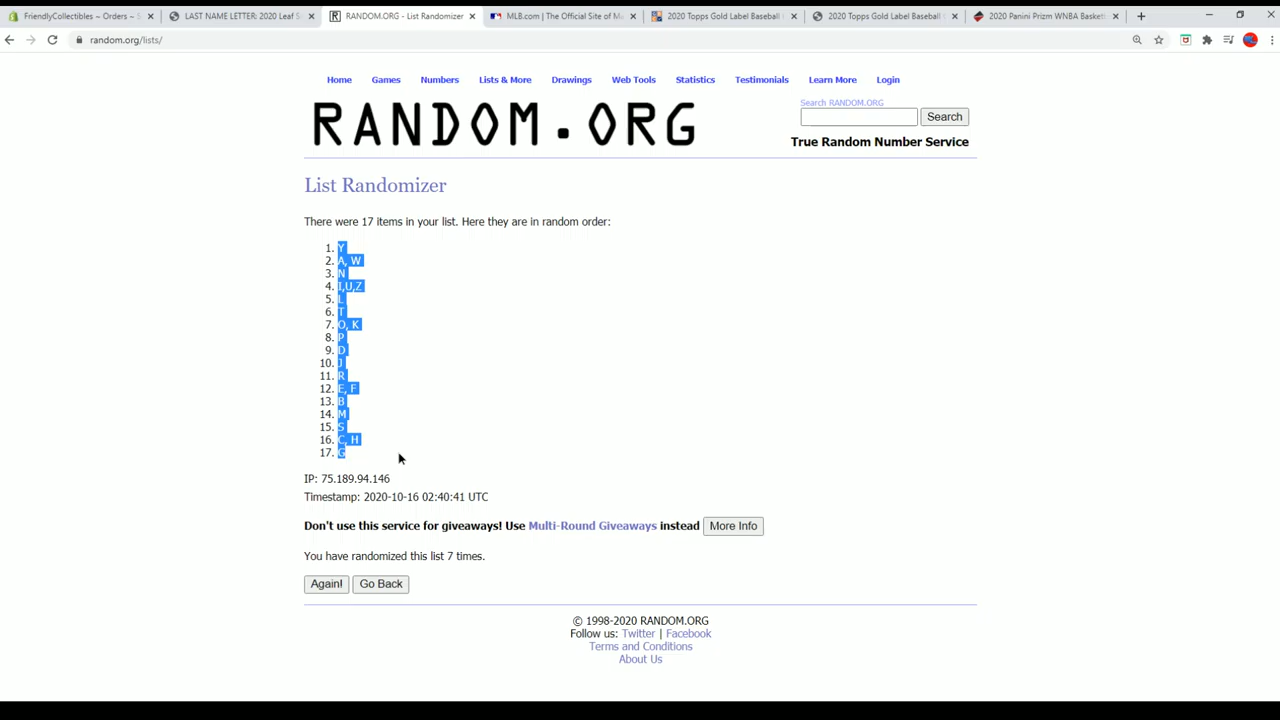 FriendlyCollectibles ~ Orders ~ S
LAST NAME LETTER: 2020 Leaf S
RANDOM.ORG - List Randomizer
MLB.com | The Official Site of Ma
2020 Topps Gold Label Baseball
2020 Topps Gold Label Baseball
2020 Panini Prizm WNBA Basketb
random.org/lists/
Home Games Numbers Lists & More Drawings Web Tools Statistics Testimonials Learn More Login
RANDOM.ORG
Search RANDOM.ORG
Search
True Random Number Service
List Randomizer
There were 17 items in your list. Here they are in random order:
1. Y
2. A, W
3. N
4. I,U,Z
5. L
6. T
7. O, K
8. P
9. D
10. J
11. R
12. E, F
13. B
14. M
15. S
16. C, H
17. G
IP: 75.189.94.146
Timestamp: 2020-10-16 02:40:41 UTC
Don't use this service for giveaways! Use Multi-Round Giveaways instead More Info
You have randomized this list 7 times.
Again! Go Back
© 1998-2020 RANDOM.ORG
Follow us: Twitter | Facebook
Terms and Conditions
About Us